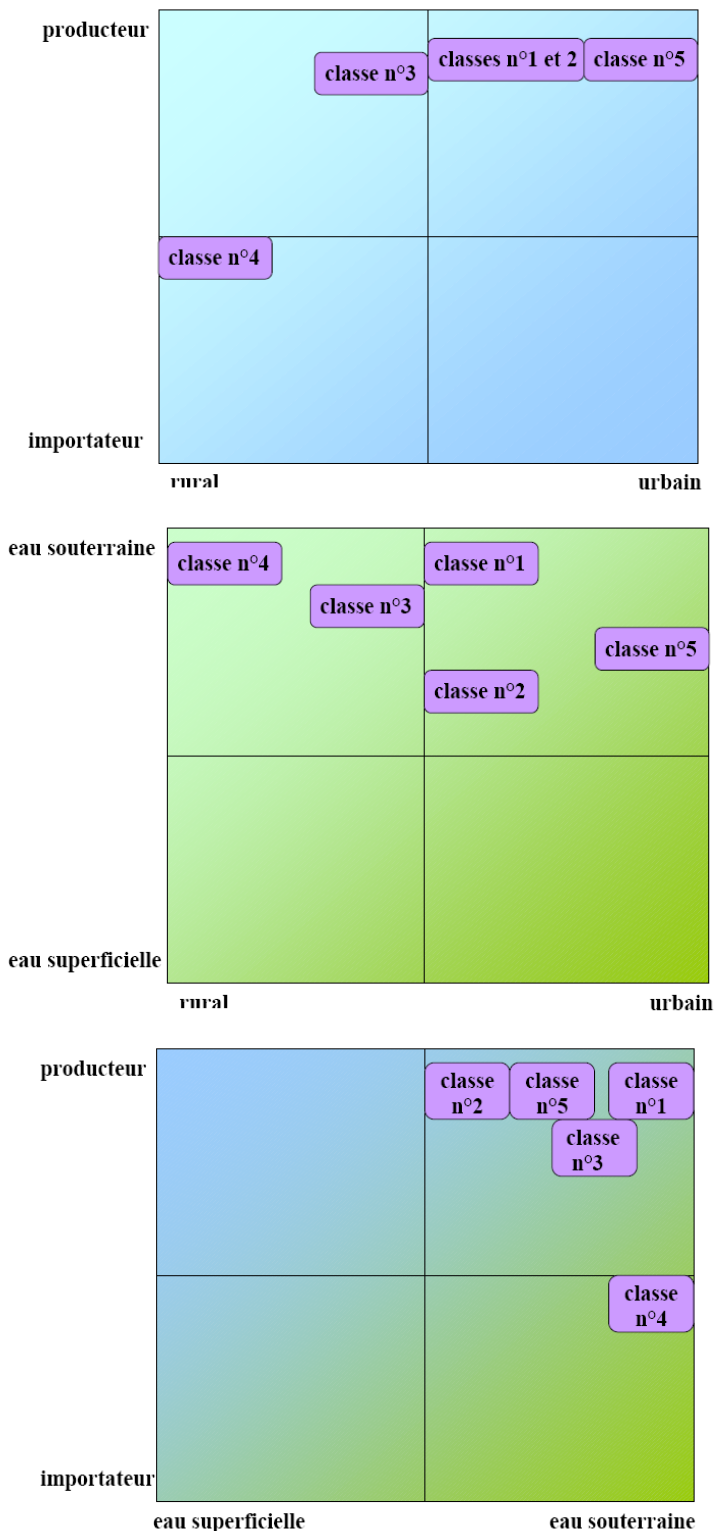 producteur
classe n°3
classes n°1 et 2
classe n°5
classe n°4
importateur
rural
urbain
eau souterraine
classe n°4
classe n°1
classe n°3
classe n°5
classe n°2
eau superficielle
rural
urbain
producteur
classe
n°2
classe
n°5
classe
n°1
classe
n°3
classe
n°4
importateur
eau superficielle
eau souterraine